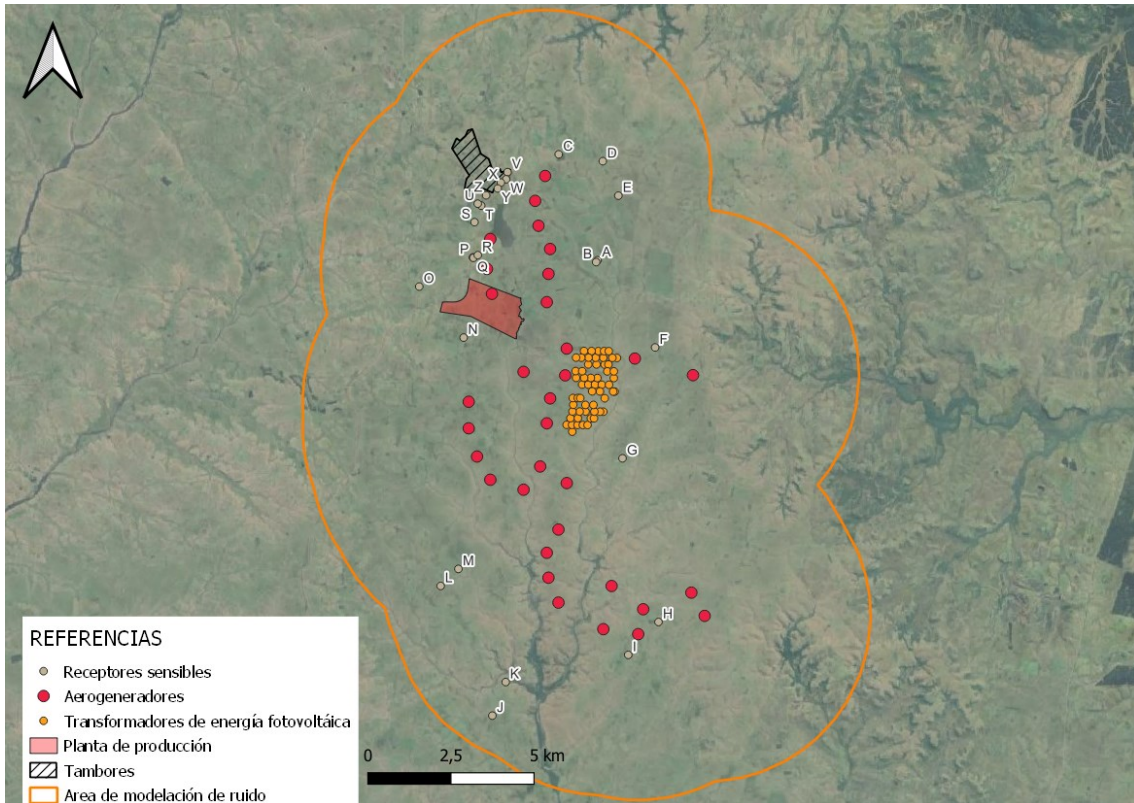 C
D
V
X
W
Z
Y
E
U
T
S
P
R
B
A
Q
O
N
F
G
M
L
H
I
K
J
REFERENCIAS
Receptores sensibles
Aerogeneradores
Transformadores de energía fotovoltáica
Planta de producción
Tambores
Area de modelación de ruido
0 2,5 5 km